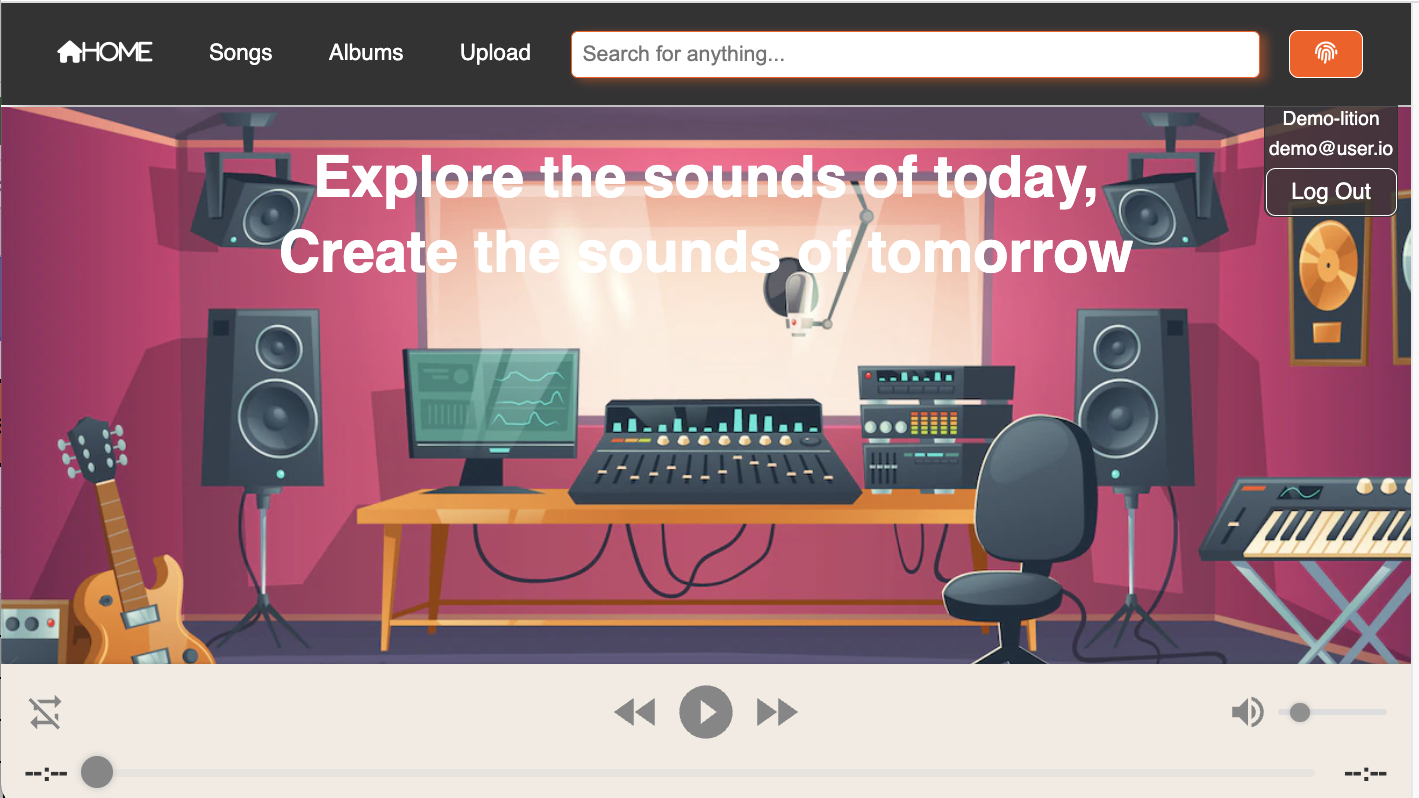 HOME Songs Albums Upload Search for anything...
Demo-lition
demo@user.io
Log Out
Explore the sounds of today,
Create the sounds of tomorrow
--:-- --:--